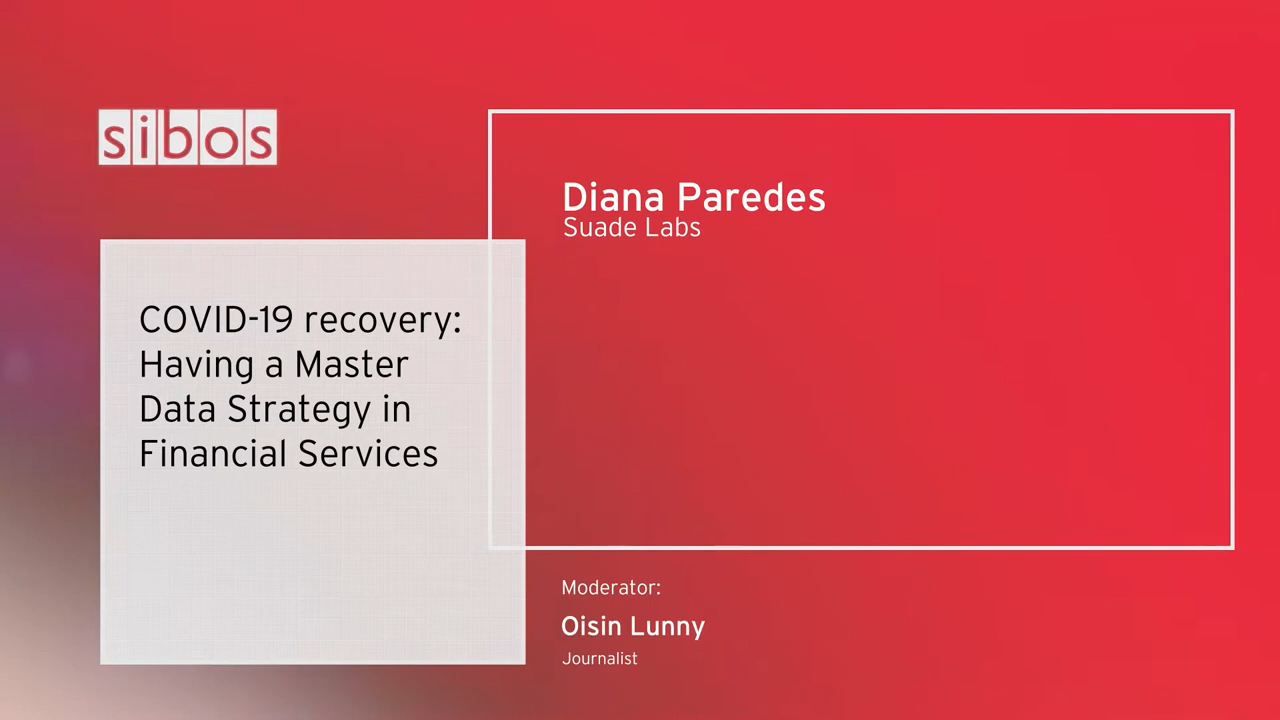 sibos
COVID-19 recovery:
Having a Master
Data Strategy in
Financial Services
Diana Paredes
Suade Labs
Moderator:
Oisin Lunny
Journalist